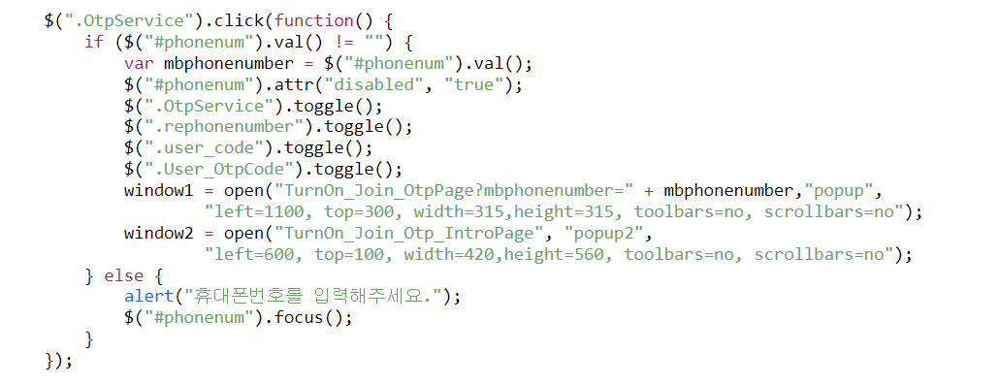 $(".OtpService").click(function() {
if ($("#phonenum").val() != "") {
var mbphonenumber = $("#phonenum").val();
$("#phonenum").attr("disabled", "true");
$(".OtpService").toggle();
$(".rephonenumber").toggle();
$(".user_code").toggle();
$(".User_OtpCode").toggle();
window1 = open("TurnOn_Join_OtpPage?mbphonenumber=" + mbphonenumber,"popup",
"left=1100, top=300, width=315,height=315, toolbars=no, scrollbars=no");
window2 = open("TurnOn_Join_Otp_IntroPage", "popup2",
"left=600, top=100, width=420,height=560, toolbars=no, scrollbars=no");
} else {
alert("휴대폰번호를 입력해주세요.");
$("#phonenum").focus();
}
});